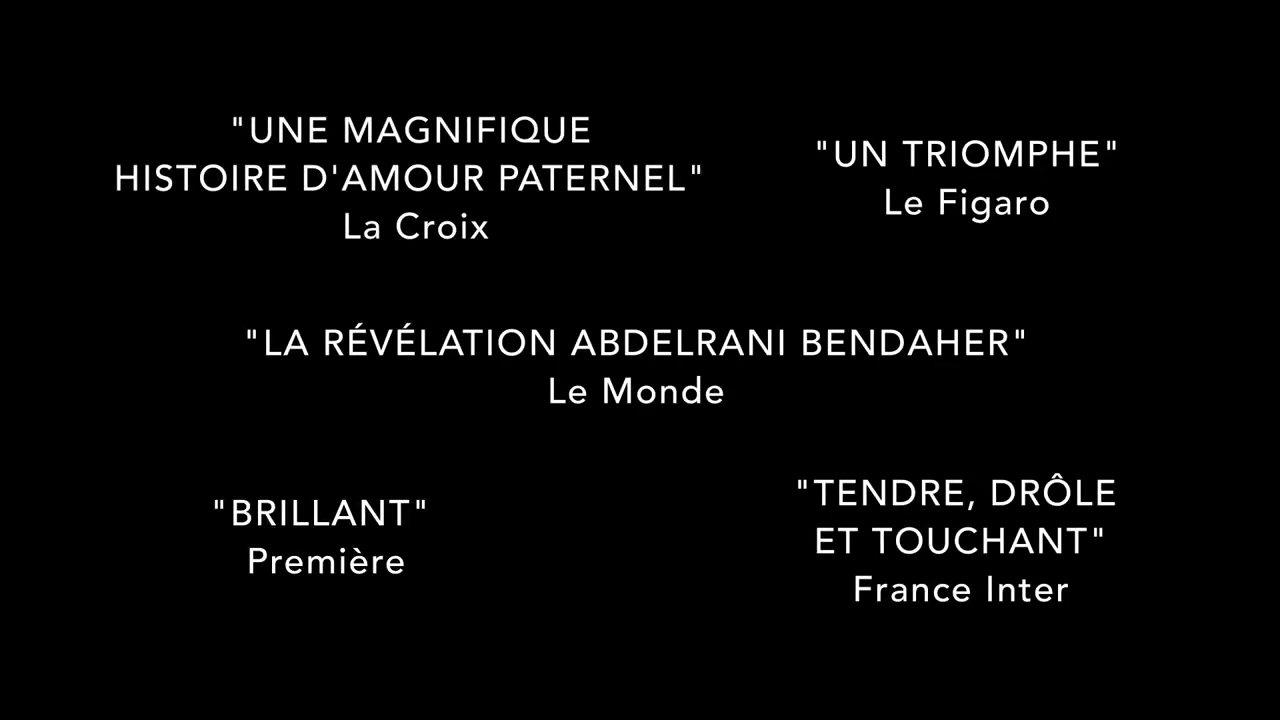 "UNE MAGNIFIQUE
HISTOIRE D'AMOUR PATERNEL"
La Croix
"UN TRIOMPHE"
Le Figaro
"LA RÉVÉLATION ABDELRANI BENDAHER"
Le Monde
"BRILLANT"
Première
"TENDRE, DRÔLE
ET TOUCHANT"
France Inter